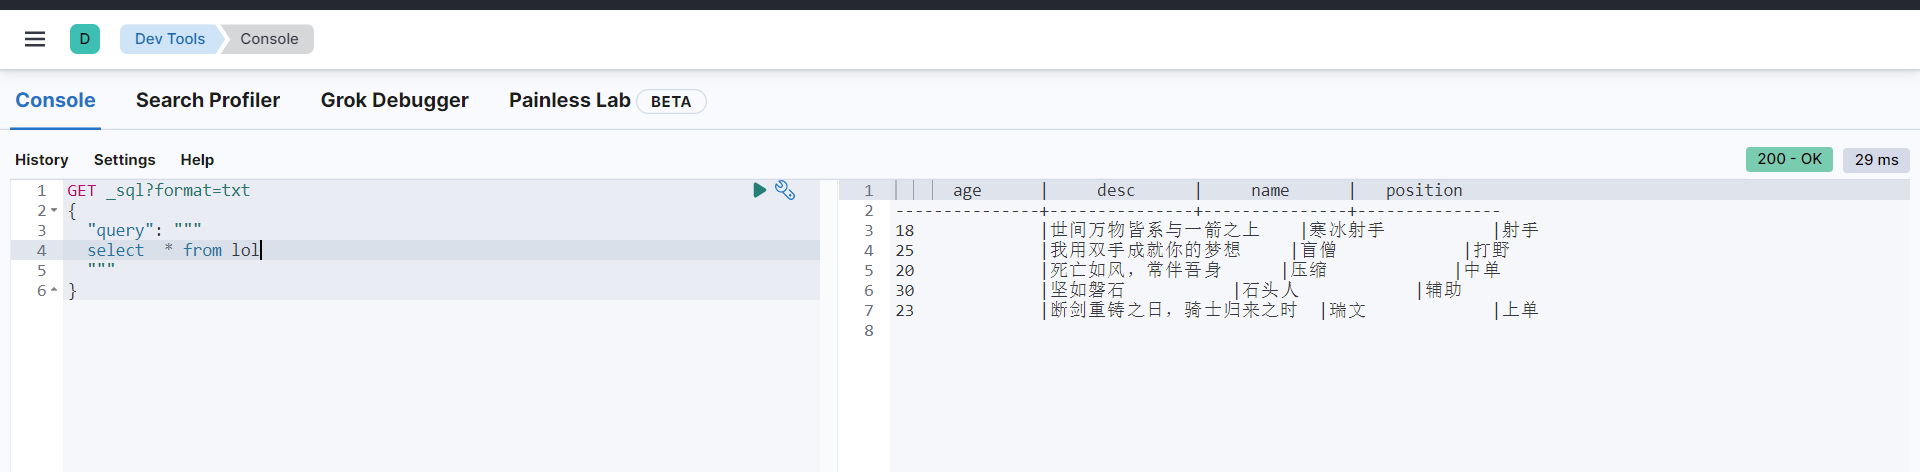 D Dev Tools Console
Console Search Profiler Grok Debugger Painless Lab BETA
History Settings Help 200 - OK 29 ms
1 GET _sql?format=txt
2 {
3 "query": """
4 select  * from lol
5 """
6 }
1 age | desc | name | position
2 ---------------+---------------+---------------+---------------
3 18 |世间万物皆系与一箭之上 |寒冰射手 |射手
4 25 |我用双手成就你的梦想 |盲僧 |打野
5 20 |死亡如风，常伴吾身 |压缩 |中单
6 30 |坚如磐石 |石头人 |辅助
7 23 |断剑重铸之日，骑士归来之时 |瑞文 |上单
8